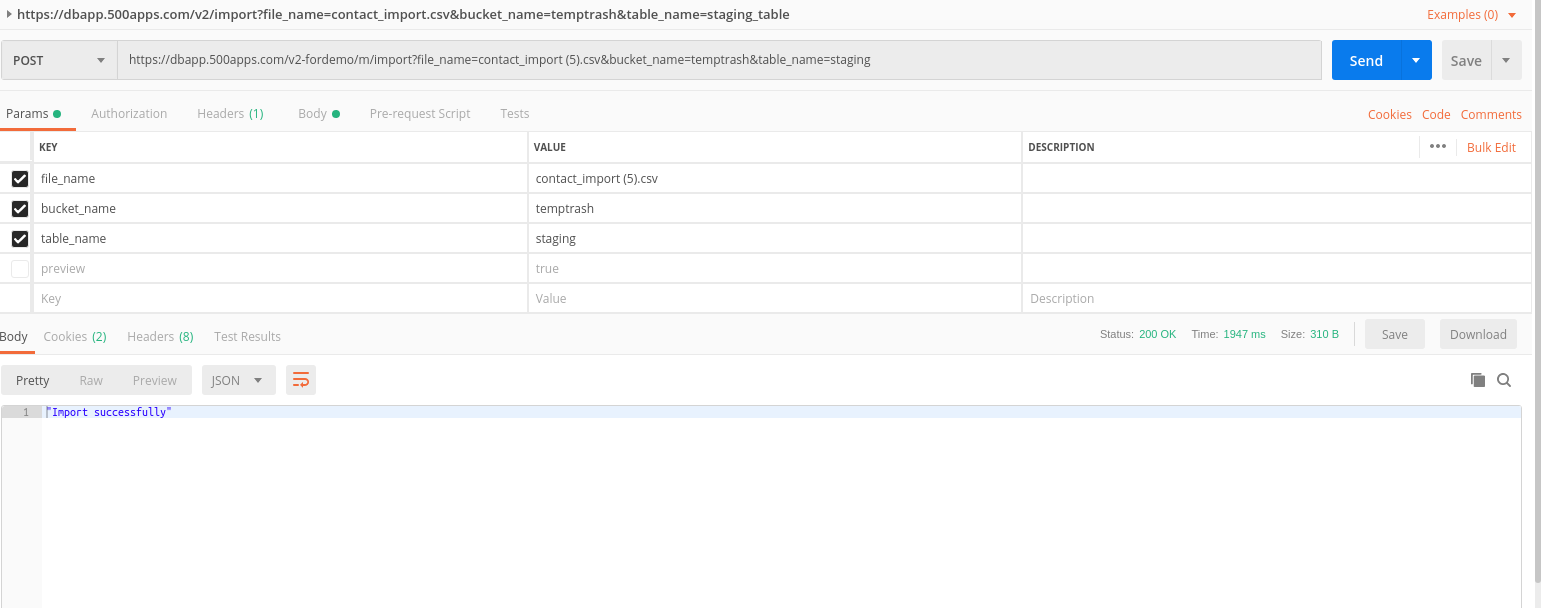 https://dbapp.500apps.com/v2/import?file_name=contact_import.csv&bucket_name=temptrash&table_name=staging_table Examples (0)
POST https://dbapp.500apps.com/v2-fordemo/m/import?file_name=contact_import (5).csv&bucket_name=temptrash&table_name=staging Send Save
Params Authorization Headers (1) Body Pre-request Script Tests Cookies Code Comments
KEY VALUE DESCRIPTION ••• Bulk Edit
file_name contact_import (5).csv
bucket_name temptrash
table_name staging
preview true
Key Value Description
Body Cookies (2) Headers (8) Test Results Status: 200 OK Time: 1947 ms Size: 310 B Save Download
Pretty Raw Preview JSON
1 "Import successfully"